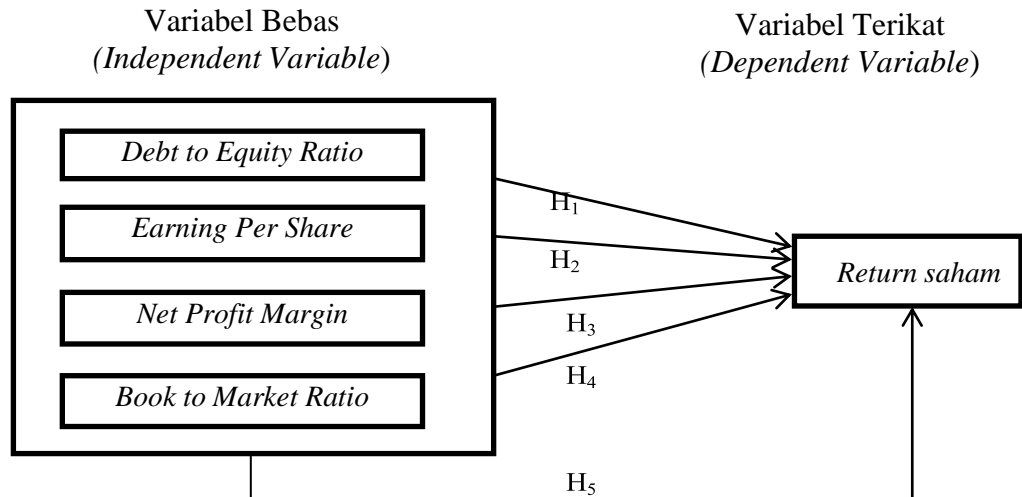 Variabel Bebas
(Independent Variable)
Variabel Terikat
(Dependent Variable)
Debt to Equity Ratio
Earning Per Share
Net Profit Margin
Book to Market Ratio
H₁
H₂
H₃
H₄
Return saham
H₅